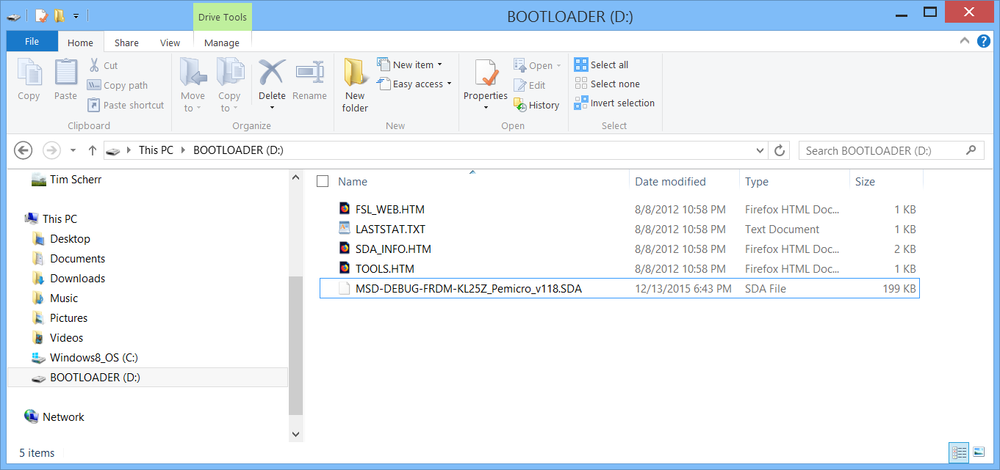 Drive Tools
BOOTLOADER (D:)
File Home Share View Manage
Copy
Paste
Cut
Copy path
Paste shortcut
Clipboard
Move to
Copy to
Delete
Rename
Organize
New folder
New item
Easy access
New
Properties
Open
Edit
History
Open
Select all
Select none
Invert selection
Select
This PC BOOTLOADER (D:)
Search BOOTLOADER (D:)
Tim Scherr
This PC
Desktop
Documents
Downloads
Music
Pictures
Videos
Windows8_OS (C:)
BOOTLOADER (D:)
Network
Name Date modified Type Size
FSL_WEB.HTM 8/8/2012 10:58 PM Firefox HTML Doc... 1 KB
LASTSTAT.TXT 8/8/2012 10:58 PM Text Document 1 KB
SDA_INFO.HTM 8/8/2012 10:58 PM Firefox HTML Doc... 2 KB
TOOLS.HTM 8/8/2012 10:58 PM Firefox HTML Doc... 1 KB
MSD-DEBUG-FRDM-KL25Z_Pemicro_v118.SDA 12/13/2015 6:43 PM SDA File 199 KB
5 items